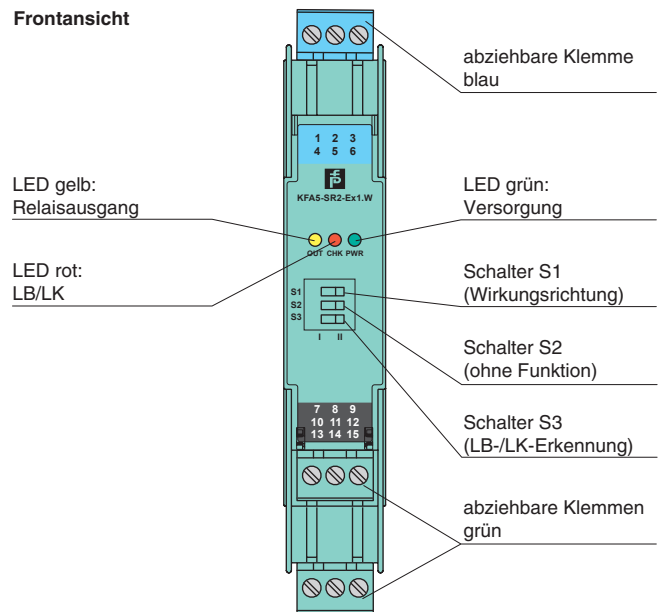 Frontansicht
abziehbare Klemme
blau
1 2 3
4 5 6
KFA5-SR2-Ex1.W
LED gelb:
Relaisausgang
LED grün:
Versorgung
OUT CHK PWR
LED rot:
LB/LK
Schalter S1
(Wirkungsrichtung)
S1
S2
S3
I II
Schalter S2
(ohne Funktion)
Schalter S3
(LB-/LK-Erkennung)
7 8 9
10 11 12
13 14 15
abziehbare Klemmen
grün